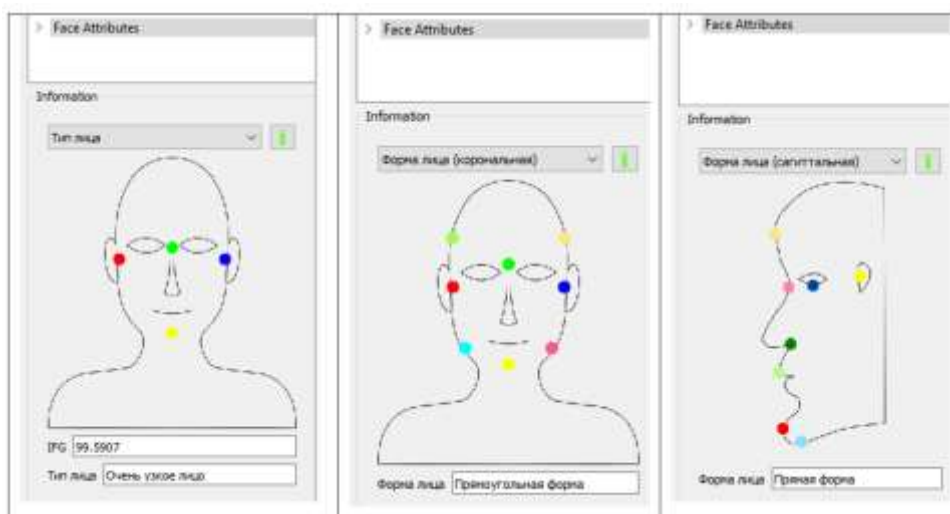 Face Attributes
Information
Тип лица
IFG 99.5907
Тип лица Очень узкое лицо
Face Attributes
Information
Форма лица (корональная)
Форма лица Прямоугольная форма
Face Attributes
Information
Форма лица (сагиттальная)
Форма лица Прямая форма